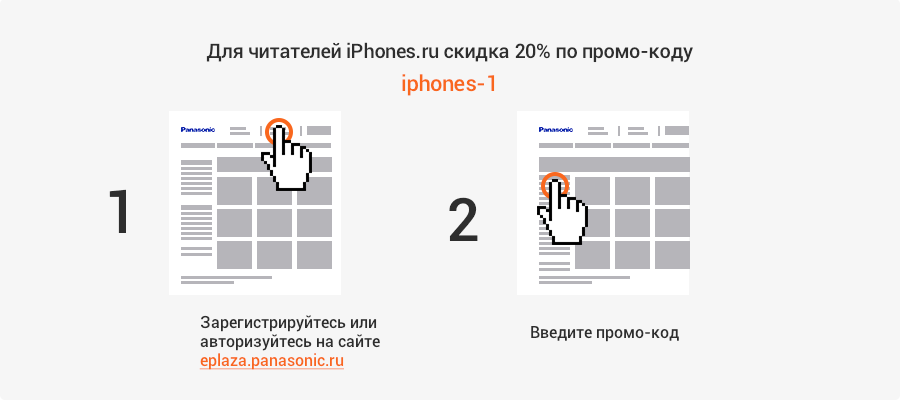 Для читателей iPhones.ru скидка 20% по промо-коду
iphones-1
Panasonic
Panasonic
1
2
Зарегистрируйтесь или
авторизуйтесь на сайте
eplaza.panasonic.ru
Введите промо-код